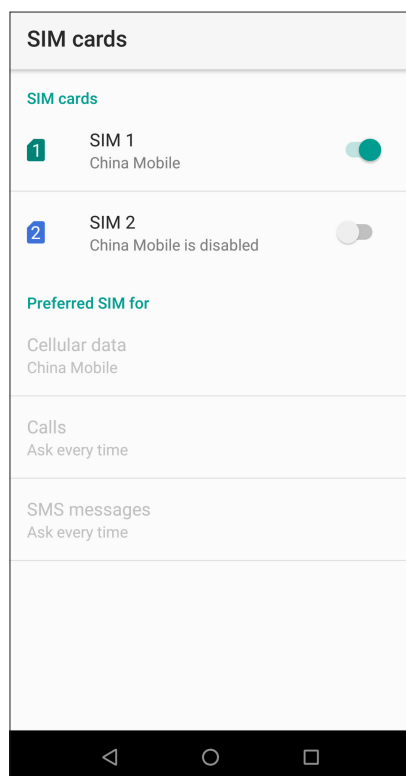 SIM cards
SIM cards
1
SIM 1
China Mobile
2
SIM 2
China Mobile is disabled
Preferred SIM for
Cellular data
China Mobile
Calls
Ask every time
SMS messages
Ask every time